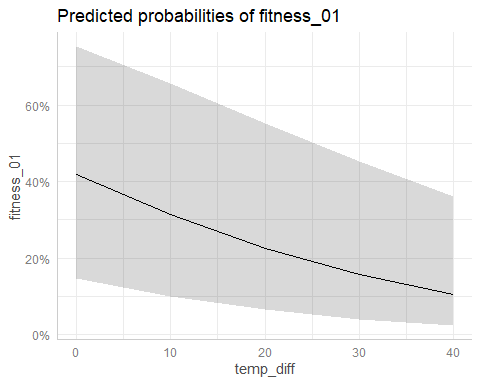 Predicted probabilities of fitness_01
60%
40%
20%
0%
fitness_01
0 10 20 30 40
temp_diff